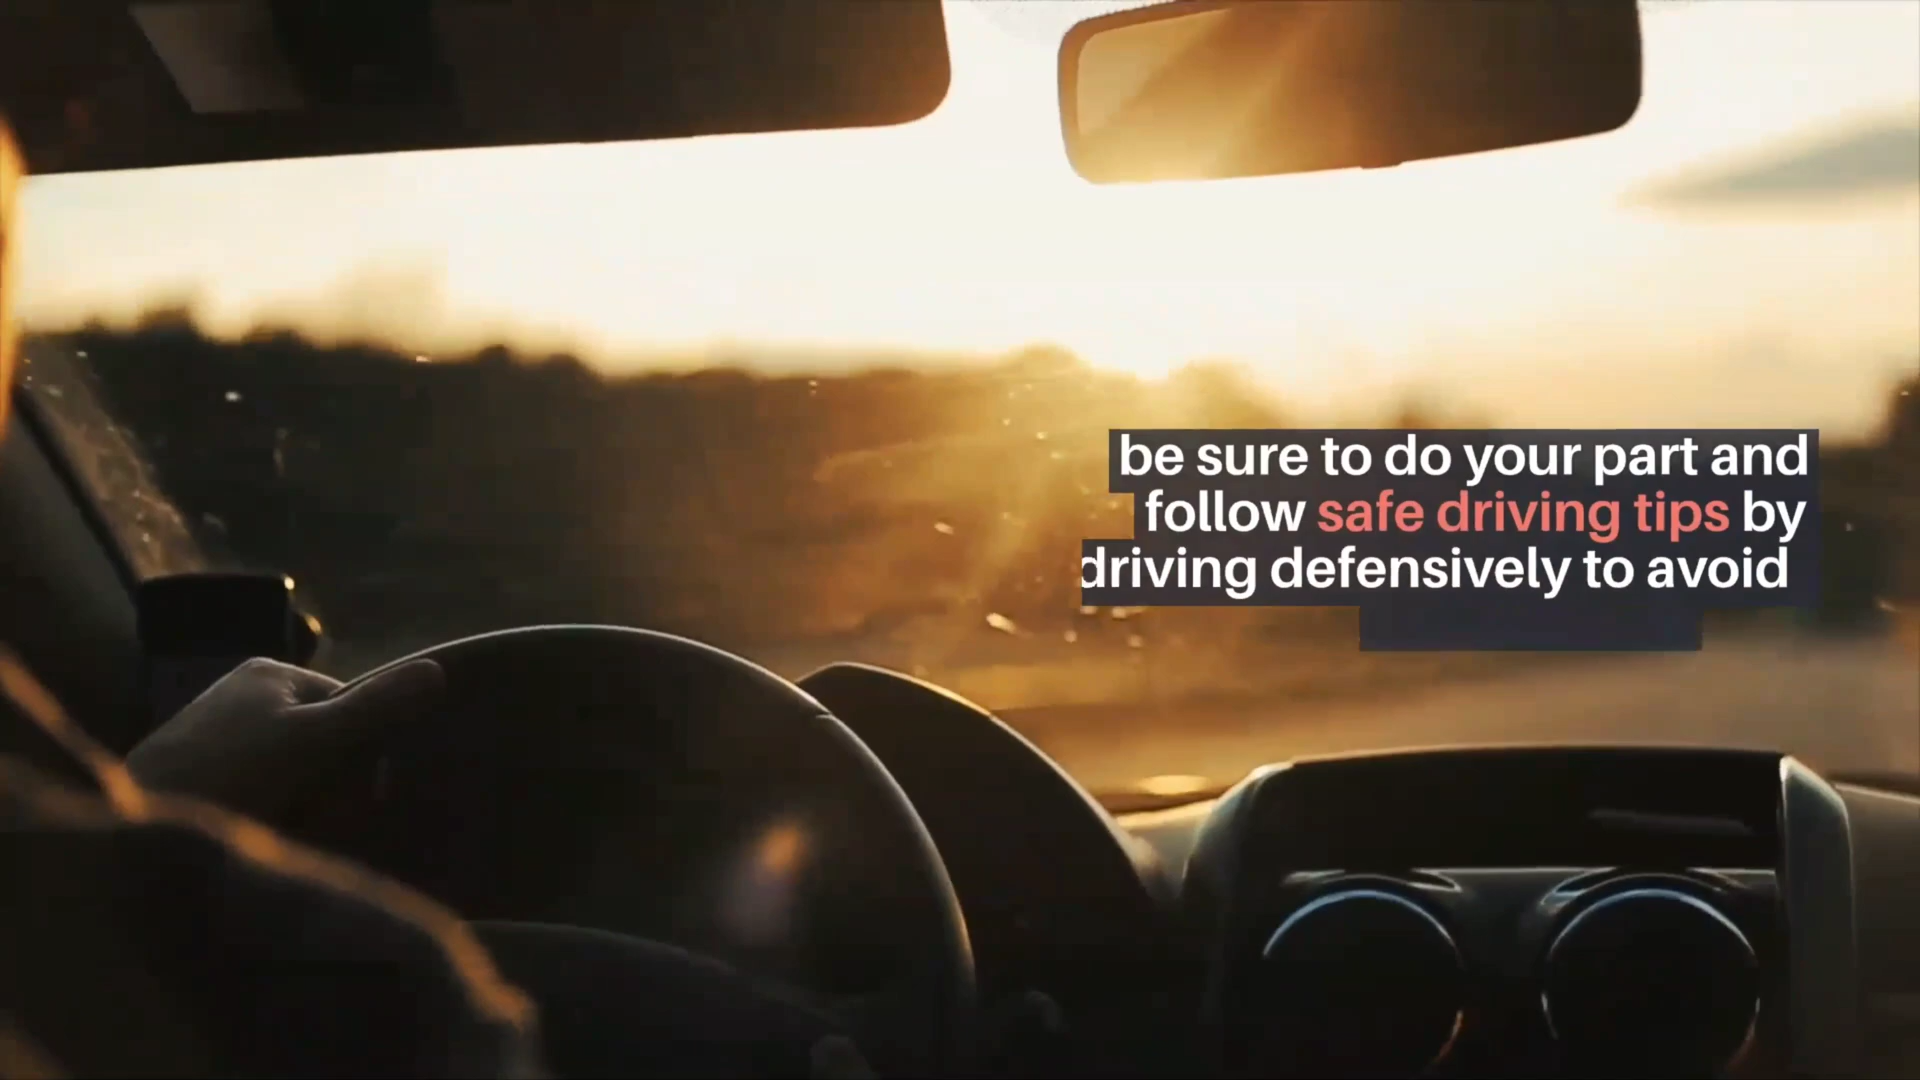 be sure to do your part and
follow safe driving tips by
driving defensively to avoid